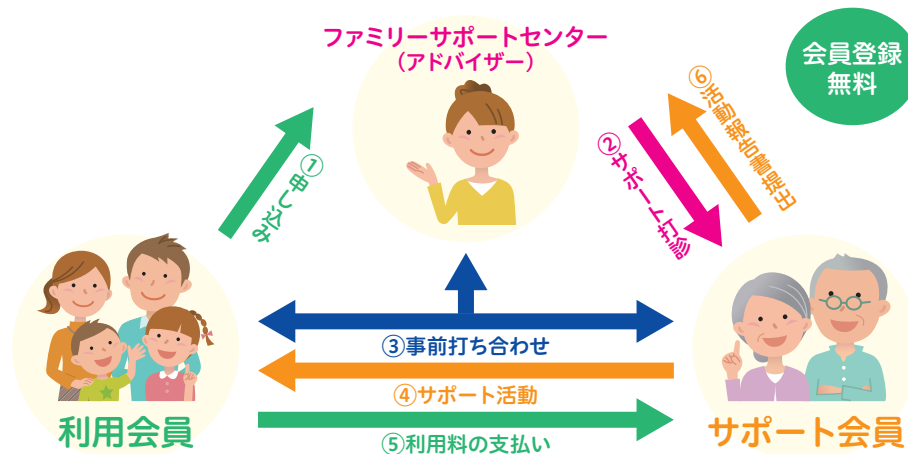 ファミリーサポートセンター
（アドバイザー）
会員登録
無料
①申し込み
②サポート打診
⑥活動報告書提出
③事前打ち合わせ
④サポート活動
⑤利用料の支払い
利用会員
サポート会員